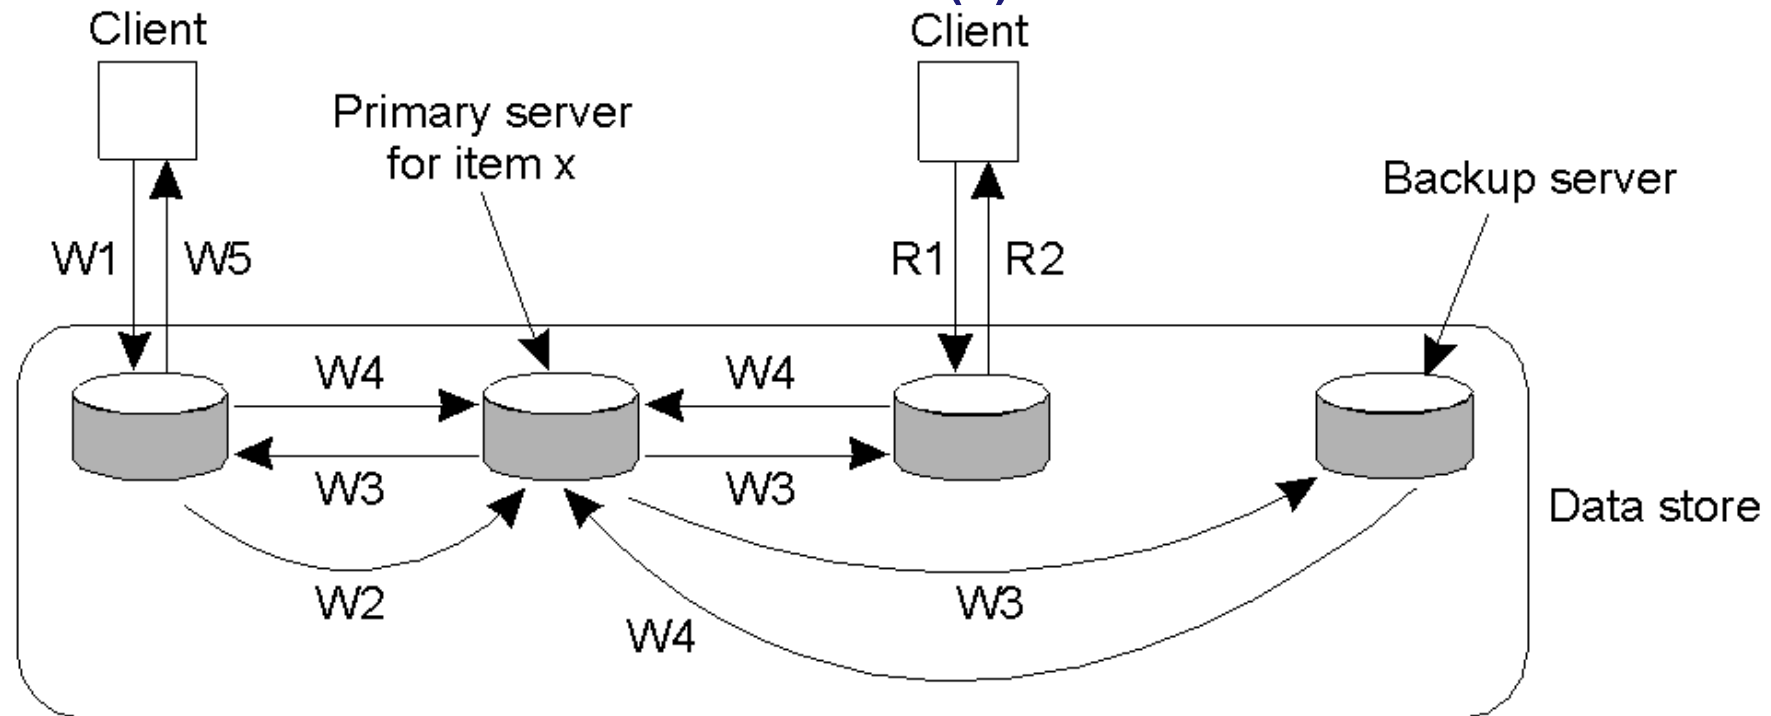 Client
Client
Primary server
for item x
Backup server
W1
W5
R1
R2
W4
W4
W3
W3
Data store
W2
W3
W4